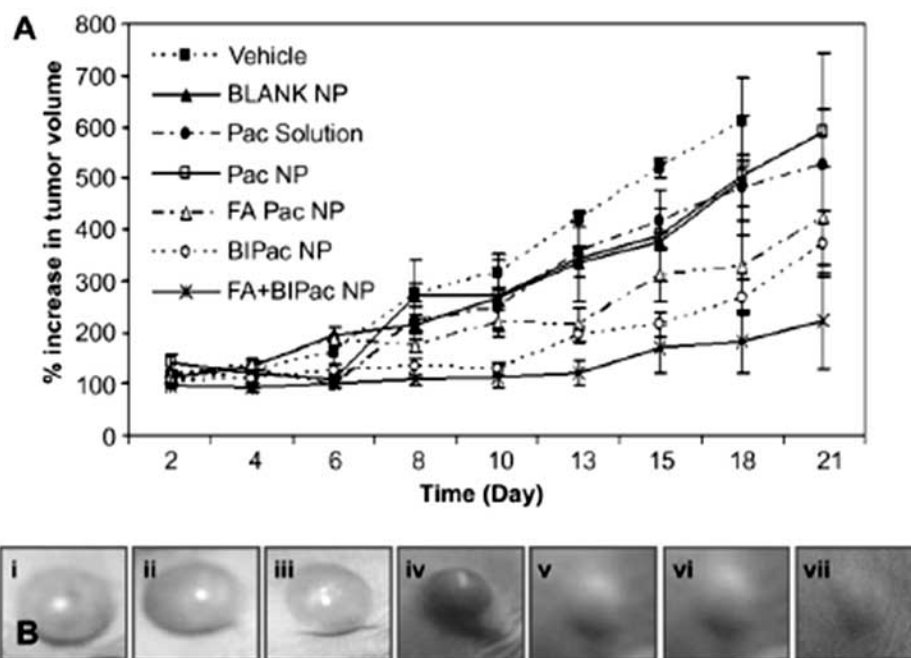 A
% increase in tumor volume
800
700
600
500
400
300
200
100
0
Vehicle
BLANK NP
Pac Solution
Pac NP
FA Pac NP
BIPac NP
FA+BIPac NP
2 4 6 8 10 13 15 18 21
Time (Day)
i ii iii iv v vi vii
B